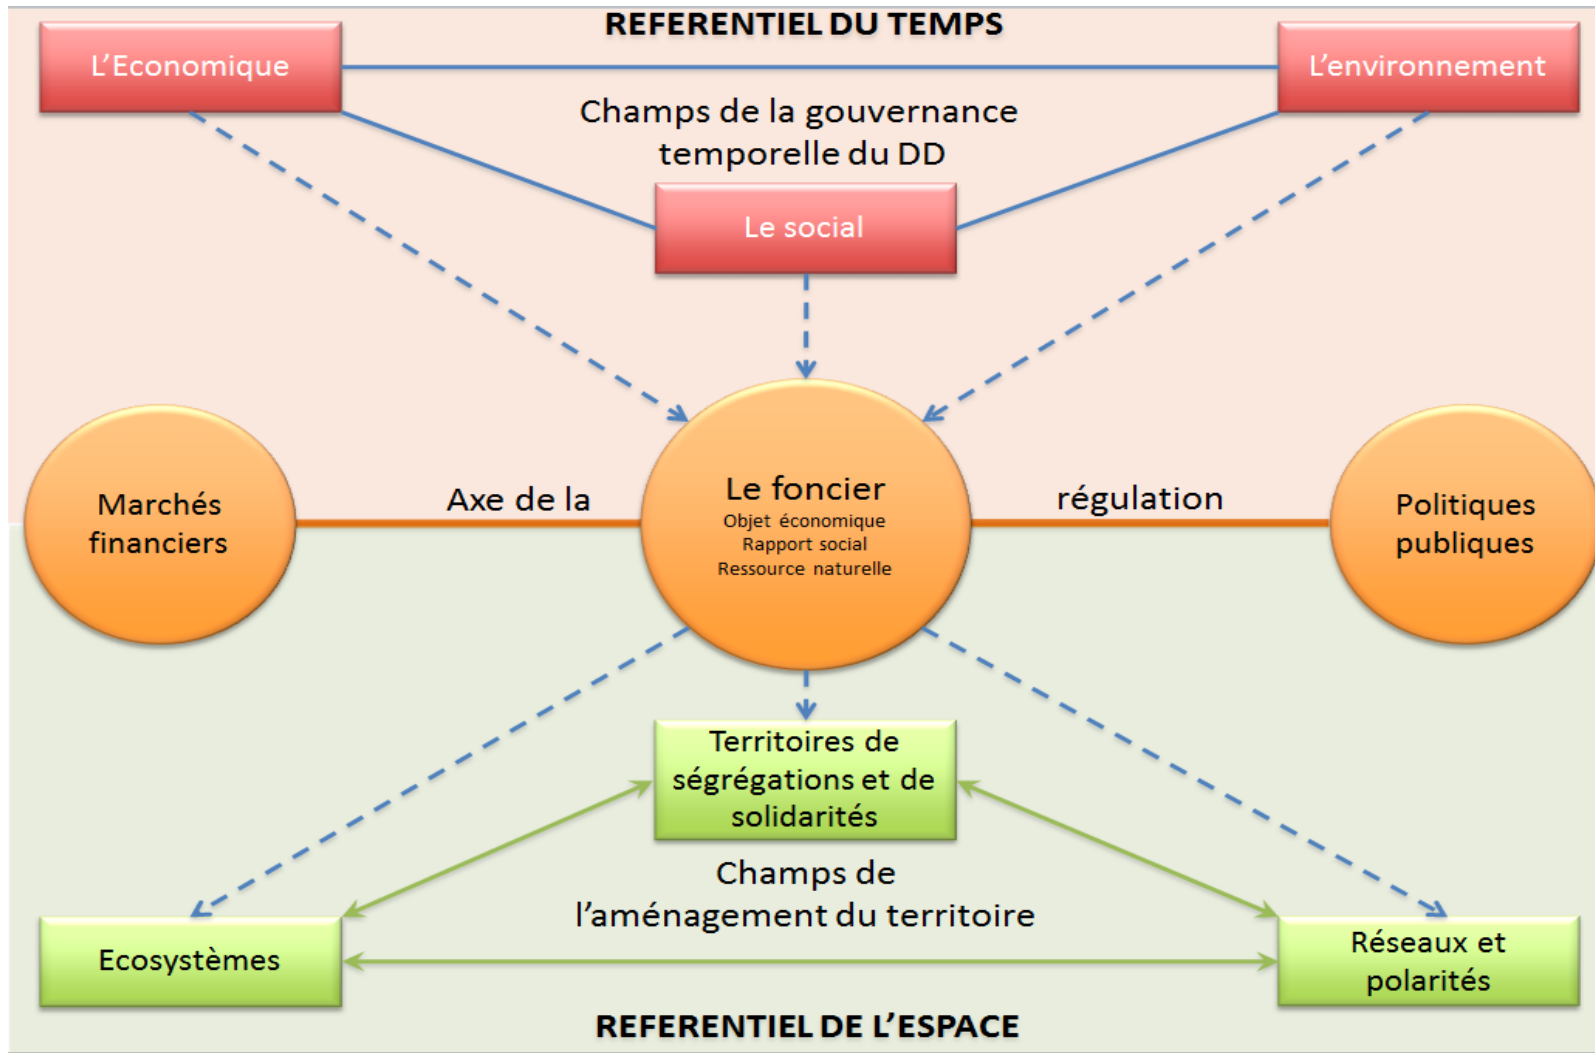 REFERENTIEL DU TEMPS
L'Economique
L'environnement
Champs de la gouvernance
temporelle du DD
Le social
Marchés
financiers
Axe de la
Le foncier
Objet économique
Rapport social
Ressource naturelle
régulation
Politiques
publiques
Territoires de
ségrégations et de
solidarités
Champs de
l'aménagement du territoire
Ecosystèmes
Réseaux et
polarités
REFERENTIEL DE L'ESPACE